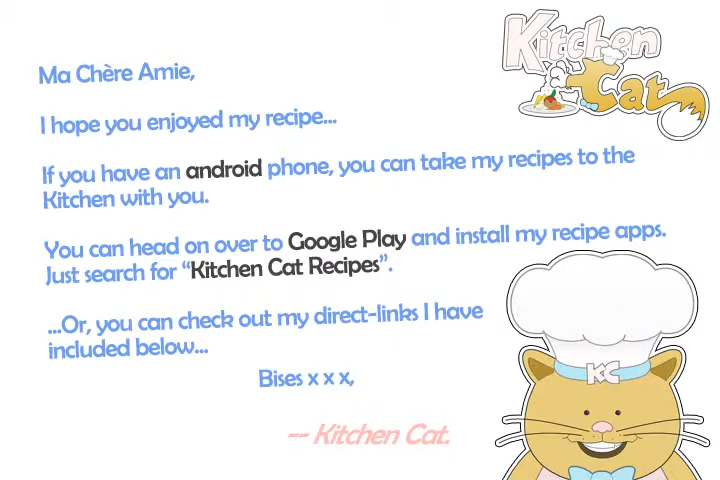 Kitchen
Cat
Ma Chère Amie,
I hope you enjoyed my recipe...
If you have an android phone, you can take my recipes to the
Kitchen with you.
You can head on over to Google Play and install my recipe apps.
Just search for “Kitchen Cat Recipes”.
...Or, you can check out my direct-links I have
included below...
Bises x x x,
-- Kitchen Cat.
KC